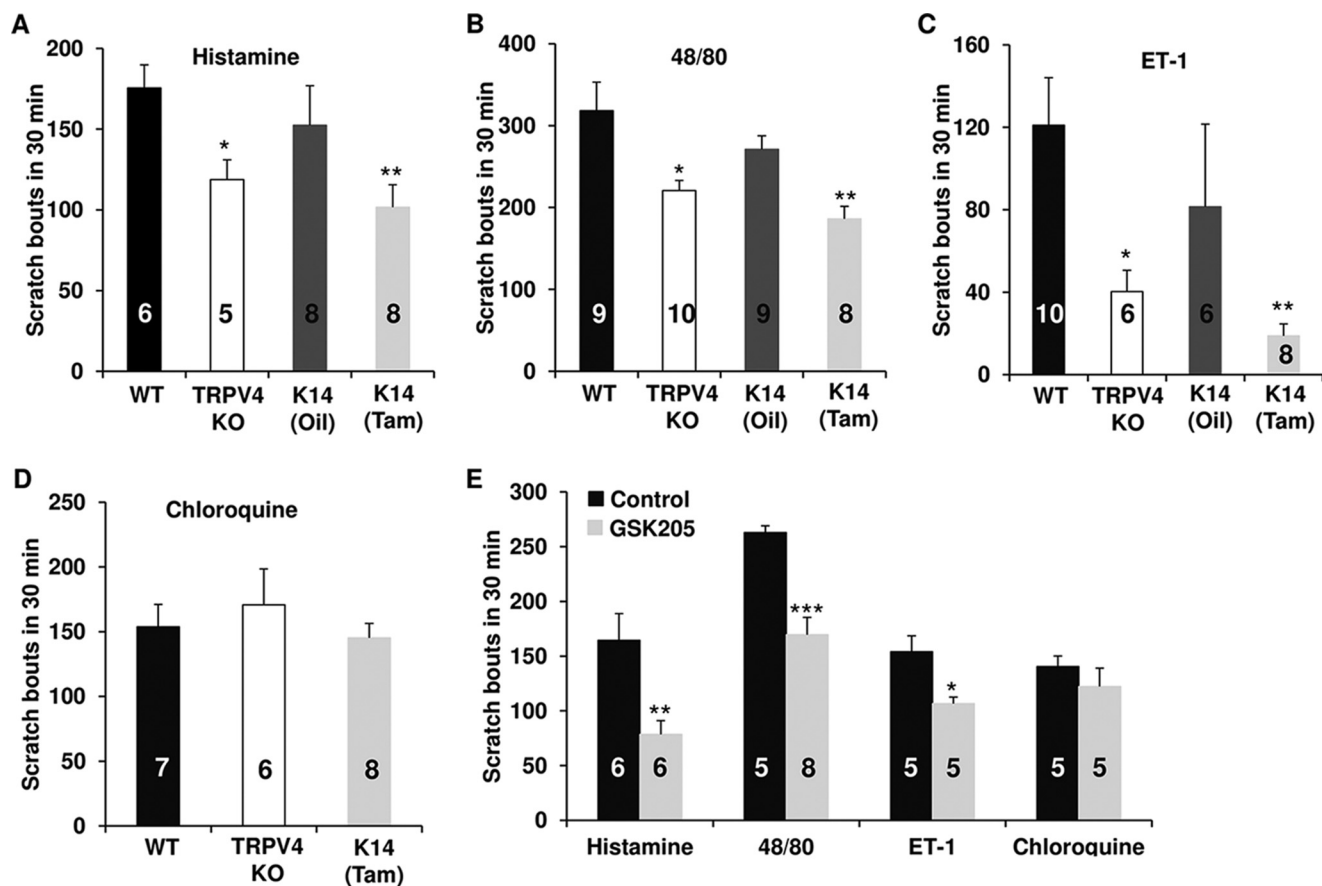 A
Histamine
Scratch bouts in 30 min
200
150
100
50
0
*
**
6
5
8
8
WT
TRPV4
KO
K14
(Oil)
K14
(Tam)
B
48/80
Scratch bouts in 30 min
400
300
200
100
0
*
**
9
10
9
8
WT
TRPV4
KO
K14
(Oil)
K14
(Tam)
C
ET-1
Scratch bouts in 30 min
160
120
80
40
0
*
**
10
6
6
8
WT
TRPV4
KO
K14
(Oil)
K14
(Tam)
D
Chloroquine
Scratch bouts in 30 min
250
200
150
100
50
0
7
6
8
WT
TRPV4
KO
K14
(Tam)
E
Control
GSK205
Scratch bouts in 30 min
300
250
200
150
100
50
0
**
***
*
6
6
5
8
5
5
5
5
Histamine
48/80
ET-1
Chloroquine